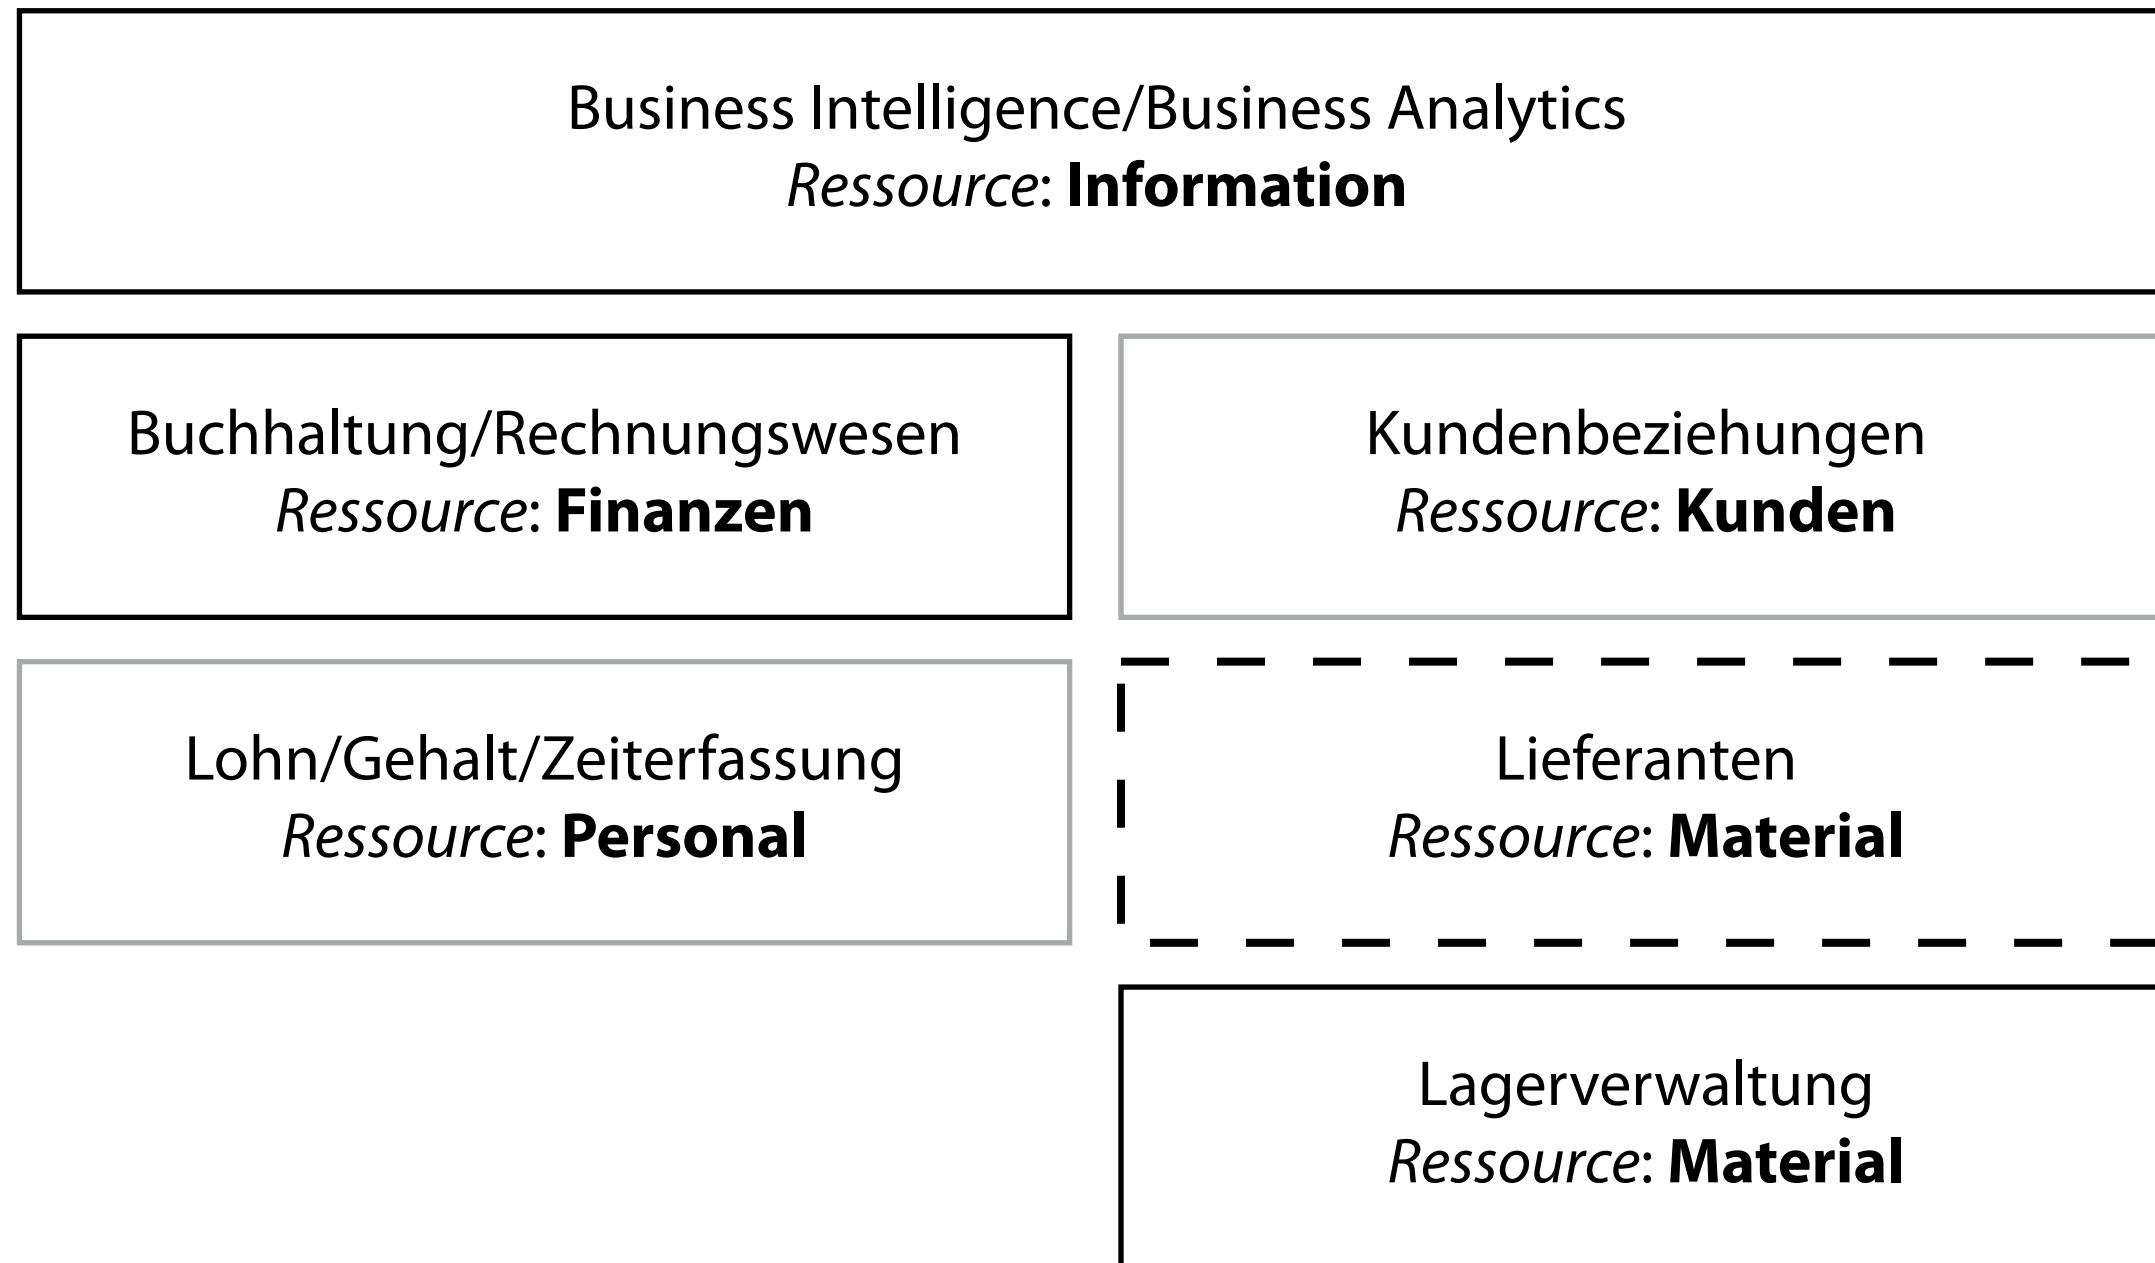 Business Intelligence/Business Analytics
Ressource: Information
Buchhaltung/Rechnungswesen
Ressource: Finanzen
Kundenbeziehungen
Ressource: Kunden
Lohn/Gehalt/Zeiterfassung
Ressource: Personal
Lieferanten
Ressource: Material
Lagerverwaltung
Ressource: Material